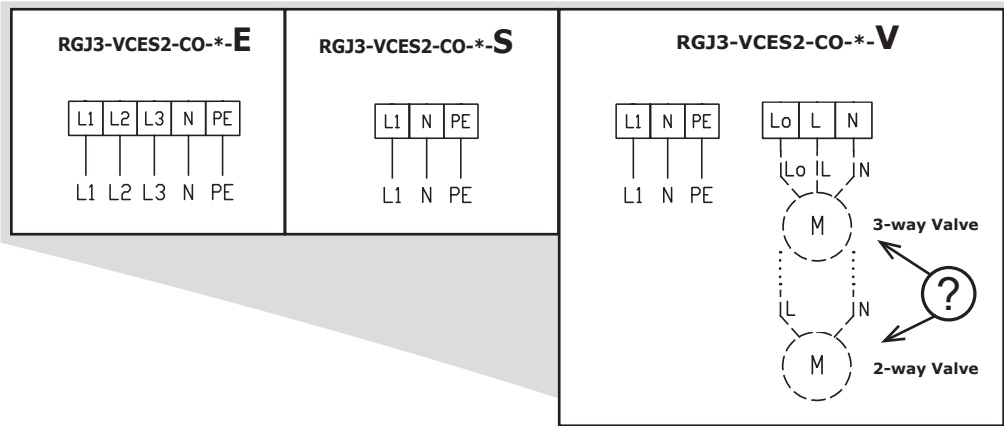 RGJ3-VCES2-CO-*-E
L1 L2 L3 N PE
L1 L2 L3 N PE
RGJ3-VCES2-CO-*-S
L1 N PE
L1 N PE
RGJ3-VCES2-CO-*-V
L1 N PE
L1 N PE
Lo L N
Lo L N
M
3-way Valve
?
L N
M
2-way Valve